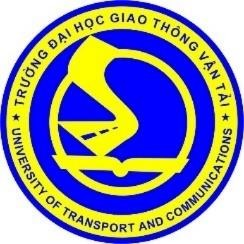 TRƯỜNG ĐẠI HỌC GIAO THÔNG VẬN TẢI
UNIVERSITY OF TRANSPORT AND COMMUNICATIONS